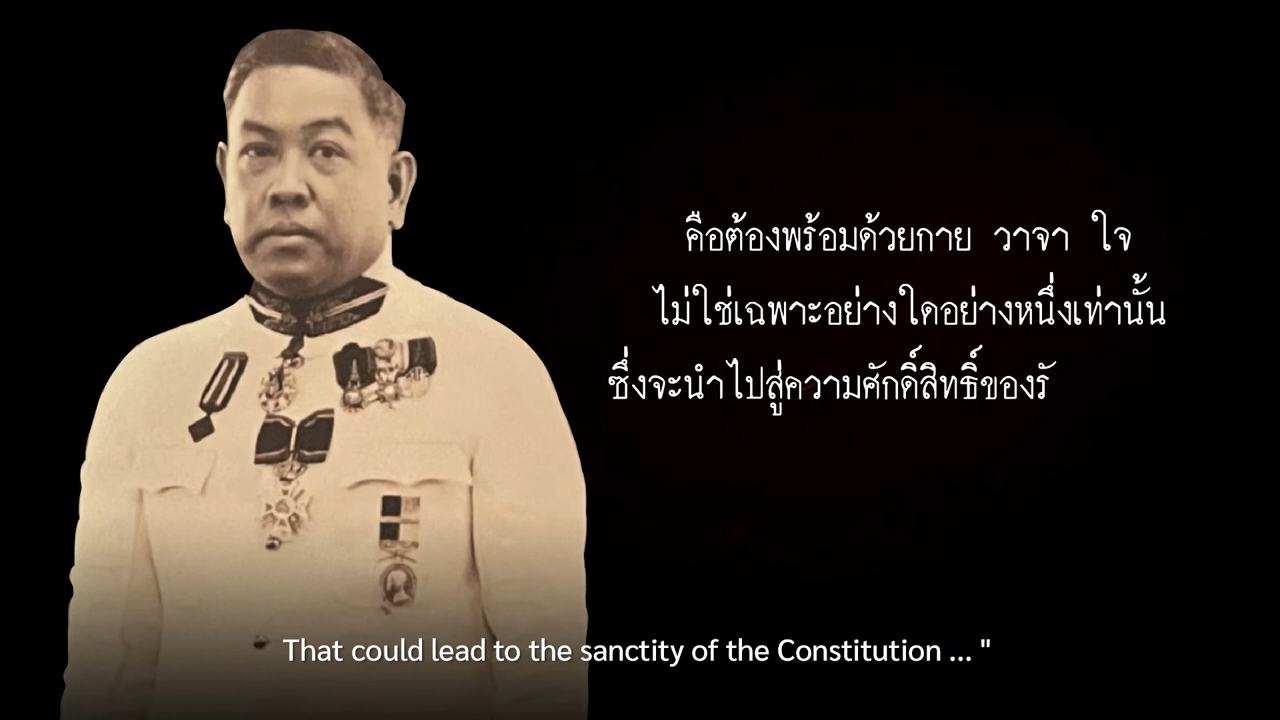 คือต้องพร้อมด้วยกาย วาจา ใจ
ไม่ใช่เฉพาะอย่างใดอย่างหนึ่งเท่านั้น
ซึ่งจะนำไปสู่ความศักดิ์สิทธิ์ของรั
That could lead to the sanctity of the Constitution ... "